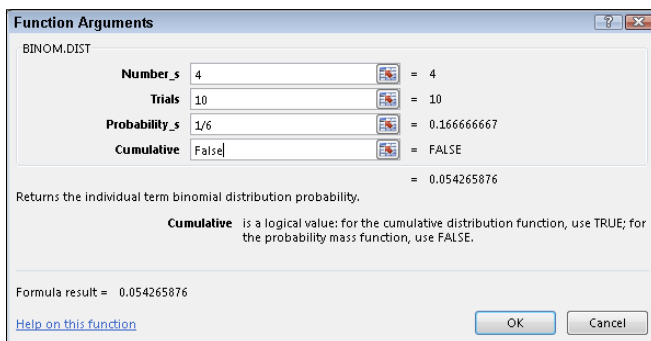 Function Arguments
BINOM.DIST
Number_s 4 = 4
Trials 10 = 10
Probability_s 1/6 = 0.166666667
Cumulative False = FALSE
= 0.054265876
Returns the individual term binomial distribution probability.
Cumulative is a logical value: for the cumulative distribution function, use TRUE; for
the probability mass function, use FALSE.
Formula result = 0.054265876
Help on this function OK Cancel